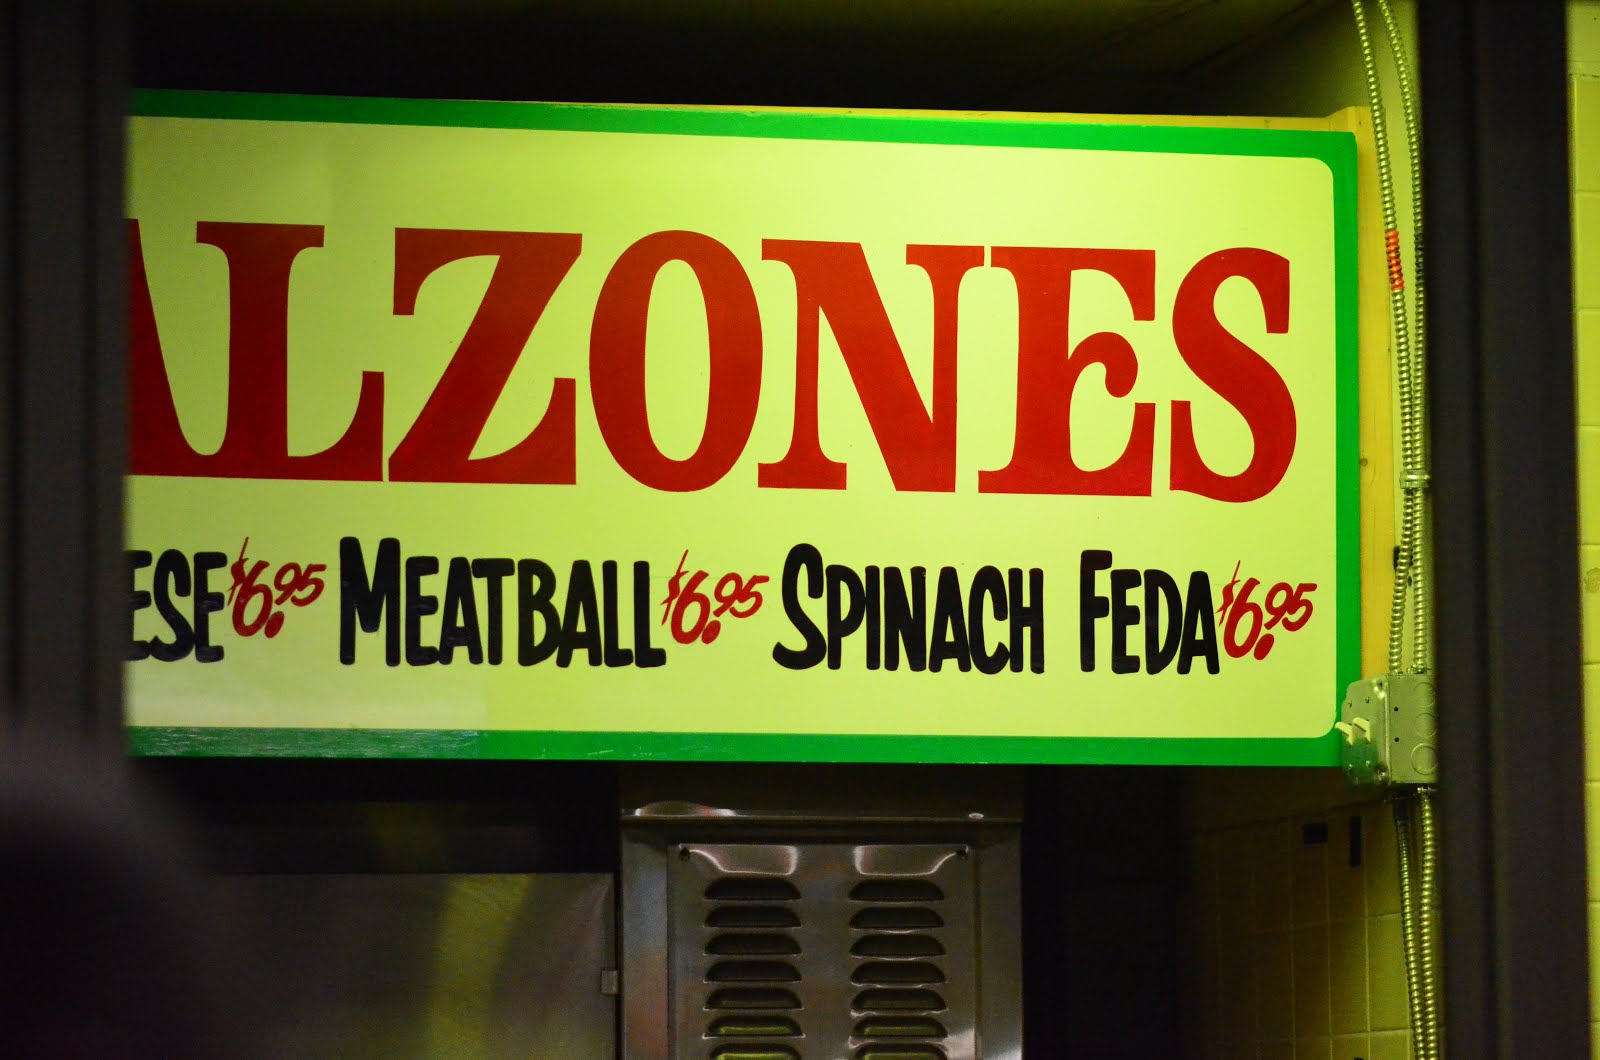 ALZONES
ESE $6.95 MEATBALL $6.95 SPINACH FEDA $6.95